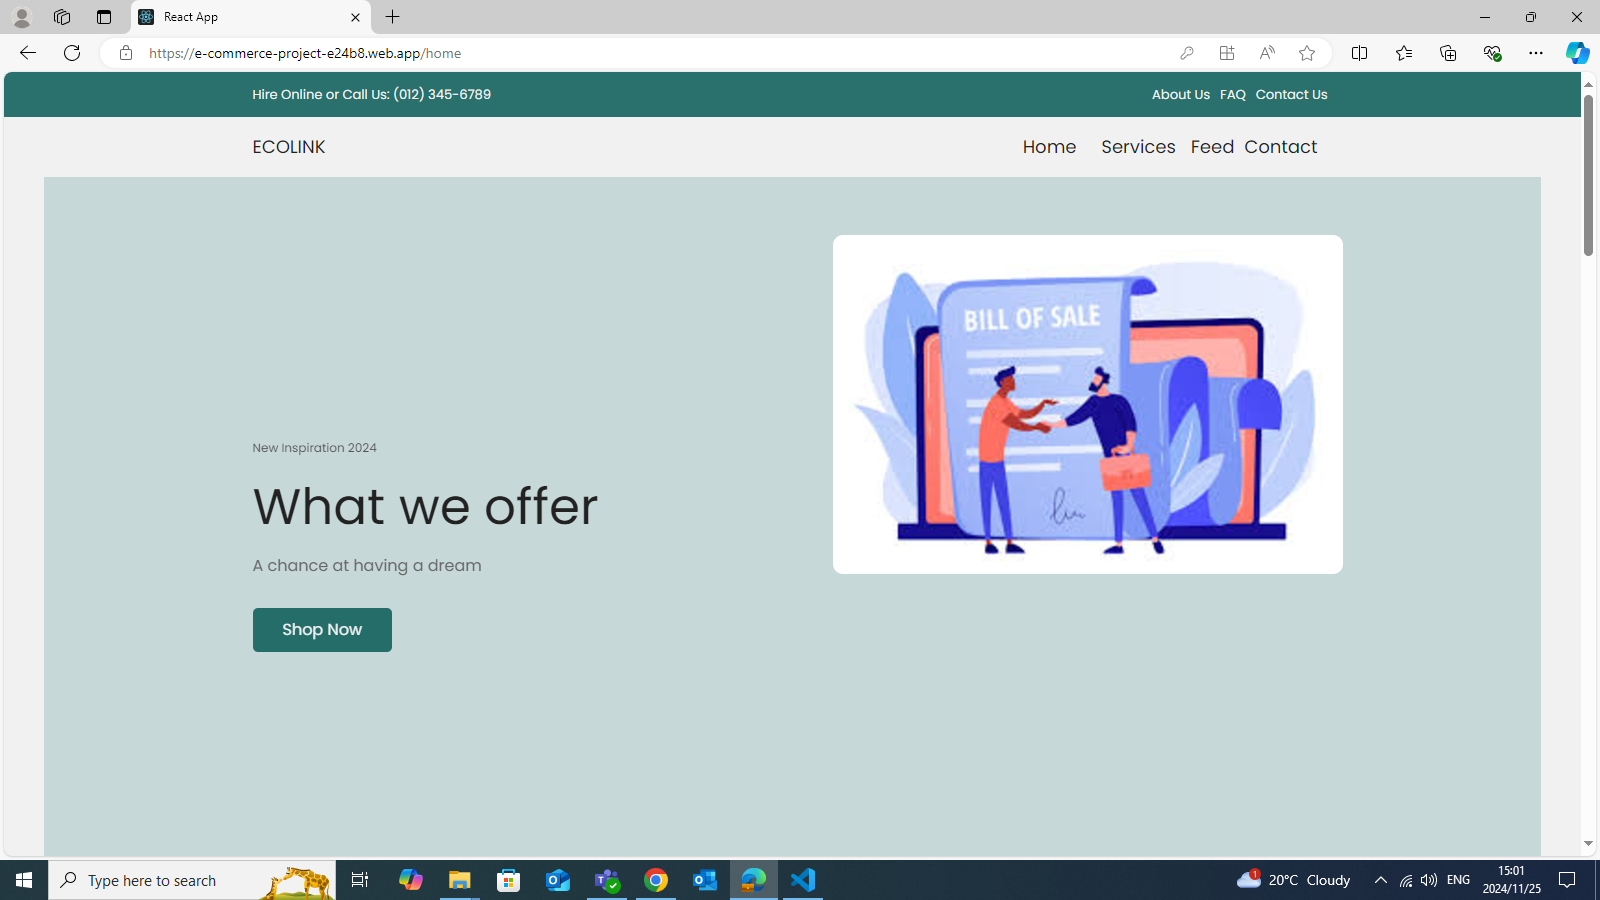 React App
https://e-commerce-project-e24b8.web.app/home
Hire Online or Call Us: (012) 345-6789
About Us FAQ Contact Us
ECOLINK
Home Services Feed Contact
BILL OF SALE
New Inspiration 2024
What we offer
A chance at having a dream
Shop Now
Type here to search
1
20°C Cloudy
ENG
15:01
2024/11/25